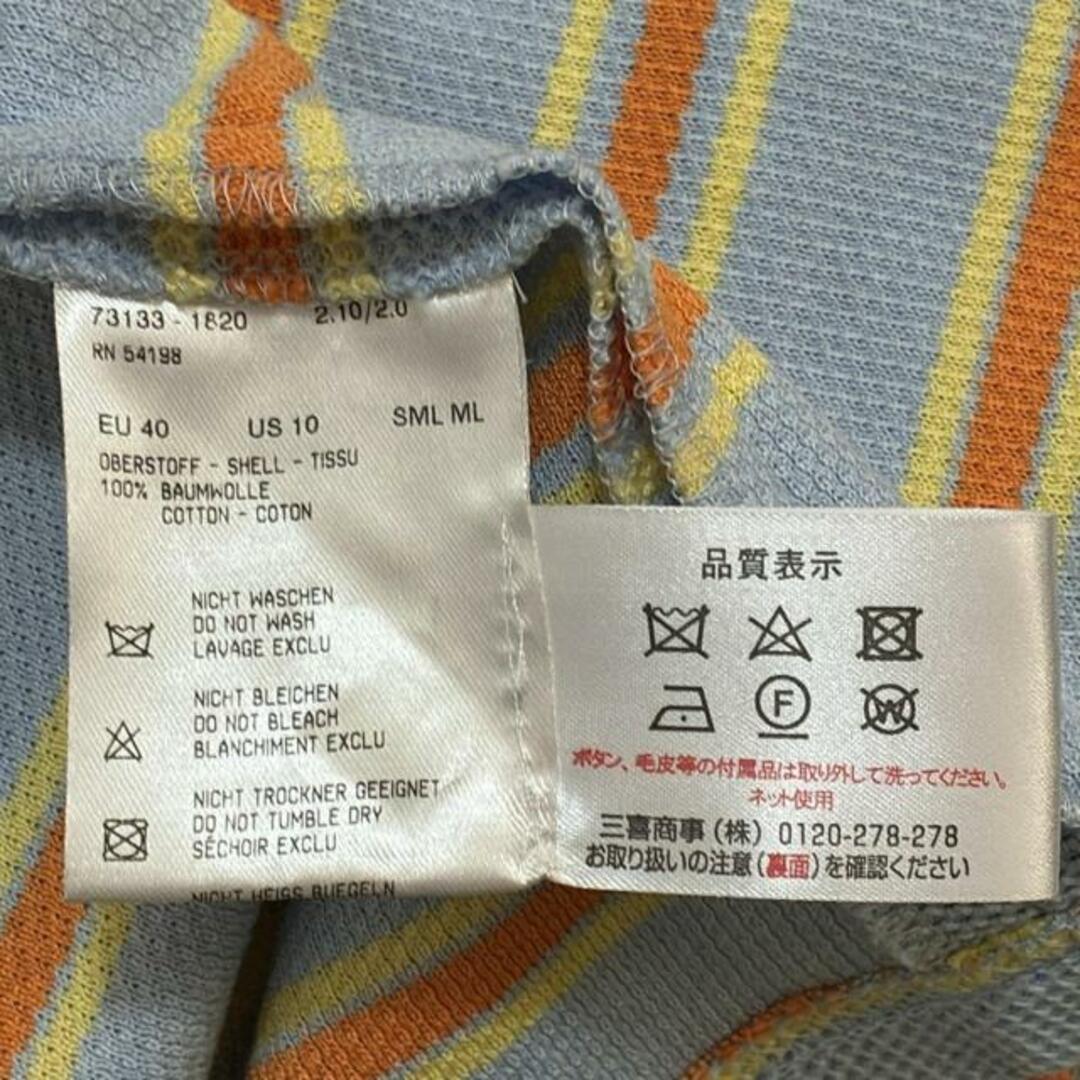 73133 - 1820 2.10/2.0
RN 54198
EU 40 US 10 SML ML
OBERSTOFF - SHELL - TISSU
100% BAUMWOLLE
COTTON - COTON
NICHT WASCHEN
DO NOT WASH
LAVAGE EXCLU
NICHT BLEICHEN
DO NOT BLEACH
BLANCHIMENT EXCLU
NICHT TROCKNER GEEIGNET
DO NOT TUMBLE DRY
SÉCHOIR EXCLU
NICHT HEISS BUEGELN
品質表示
F W
ボタン、毛皮等の付属品は取り外して洗ってください。
ネット使用
三喜商事(株) 0120-278-278
お取り扱いの注意(裏面)を確認ください